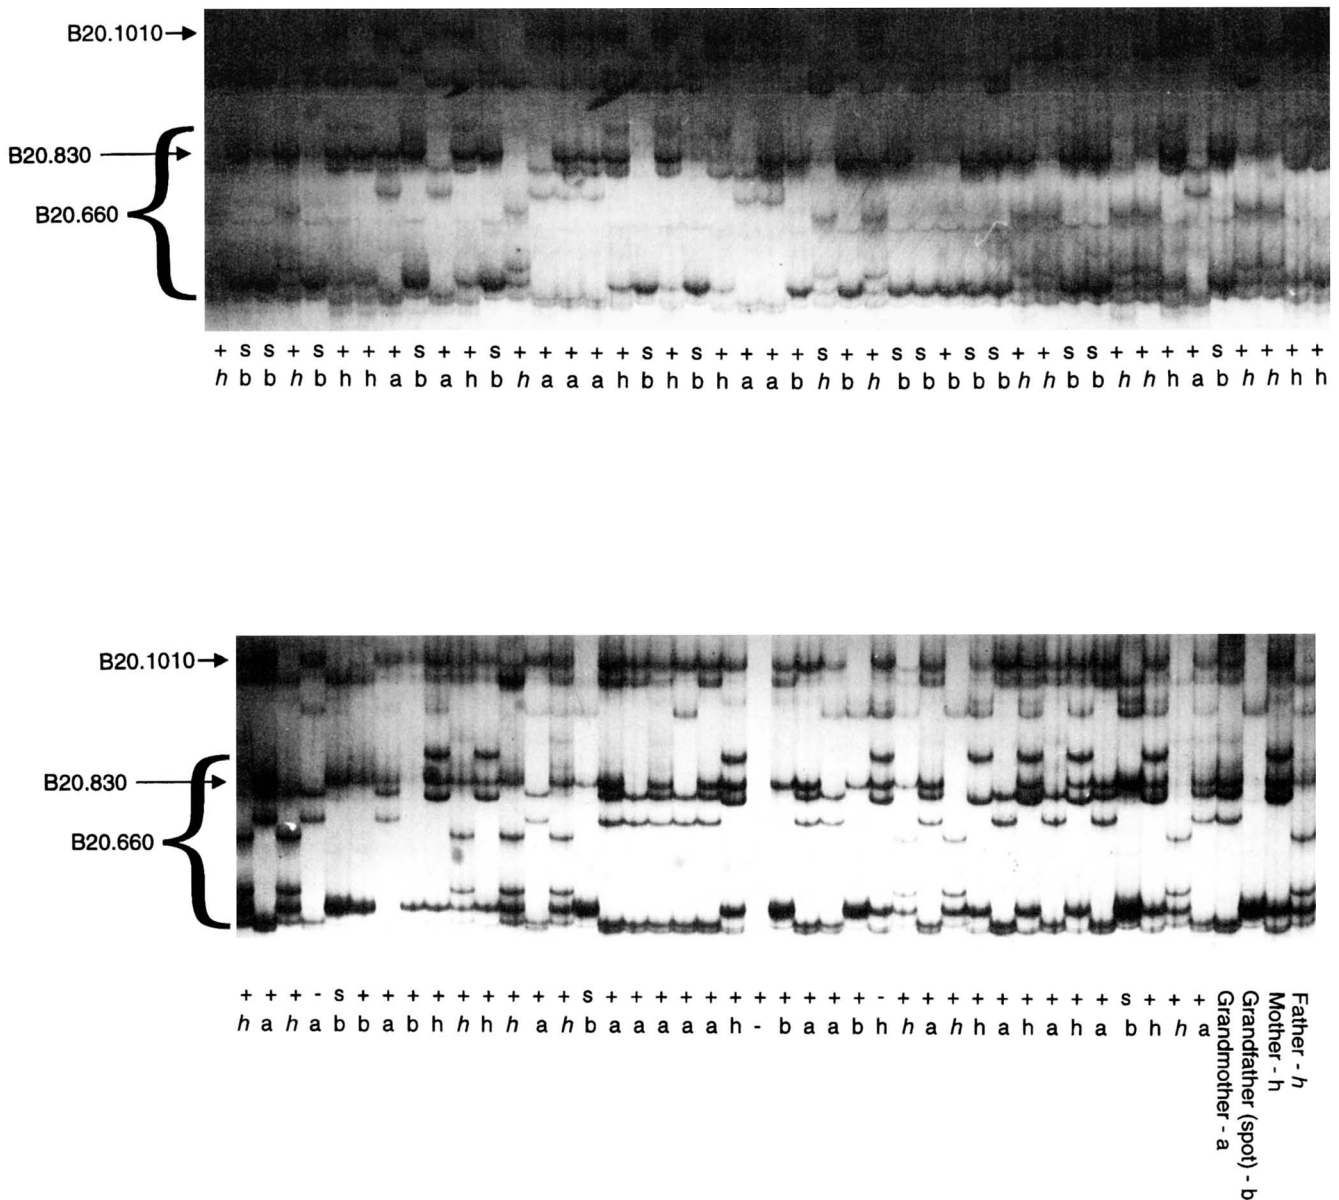 B20.1010
B20.830
B20.660
+ S S + S + + + S + + S + + + + + S + S + + + + S + + S S + S S + + S S + + + + S + + + +
h b b h b h h a b a h b h a a a h b h b h a a b h b h b b b b b h h b b h h h a b h h h h
B20.1010
B20.830
B20.660
+ + + - S + + + + + + + + + S + + + + + + + + + + + - + + + + + + + + + S + + +
h a h a b b a b h h h h a h b a a a a a h - b a a b h h a h h a h a h a b h h a
Grandmother - a
Grandfather (spot) - b
Mother - h
Father - h